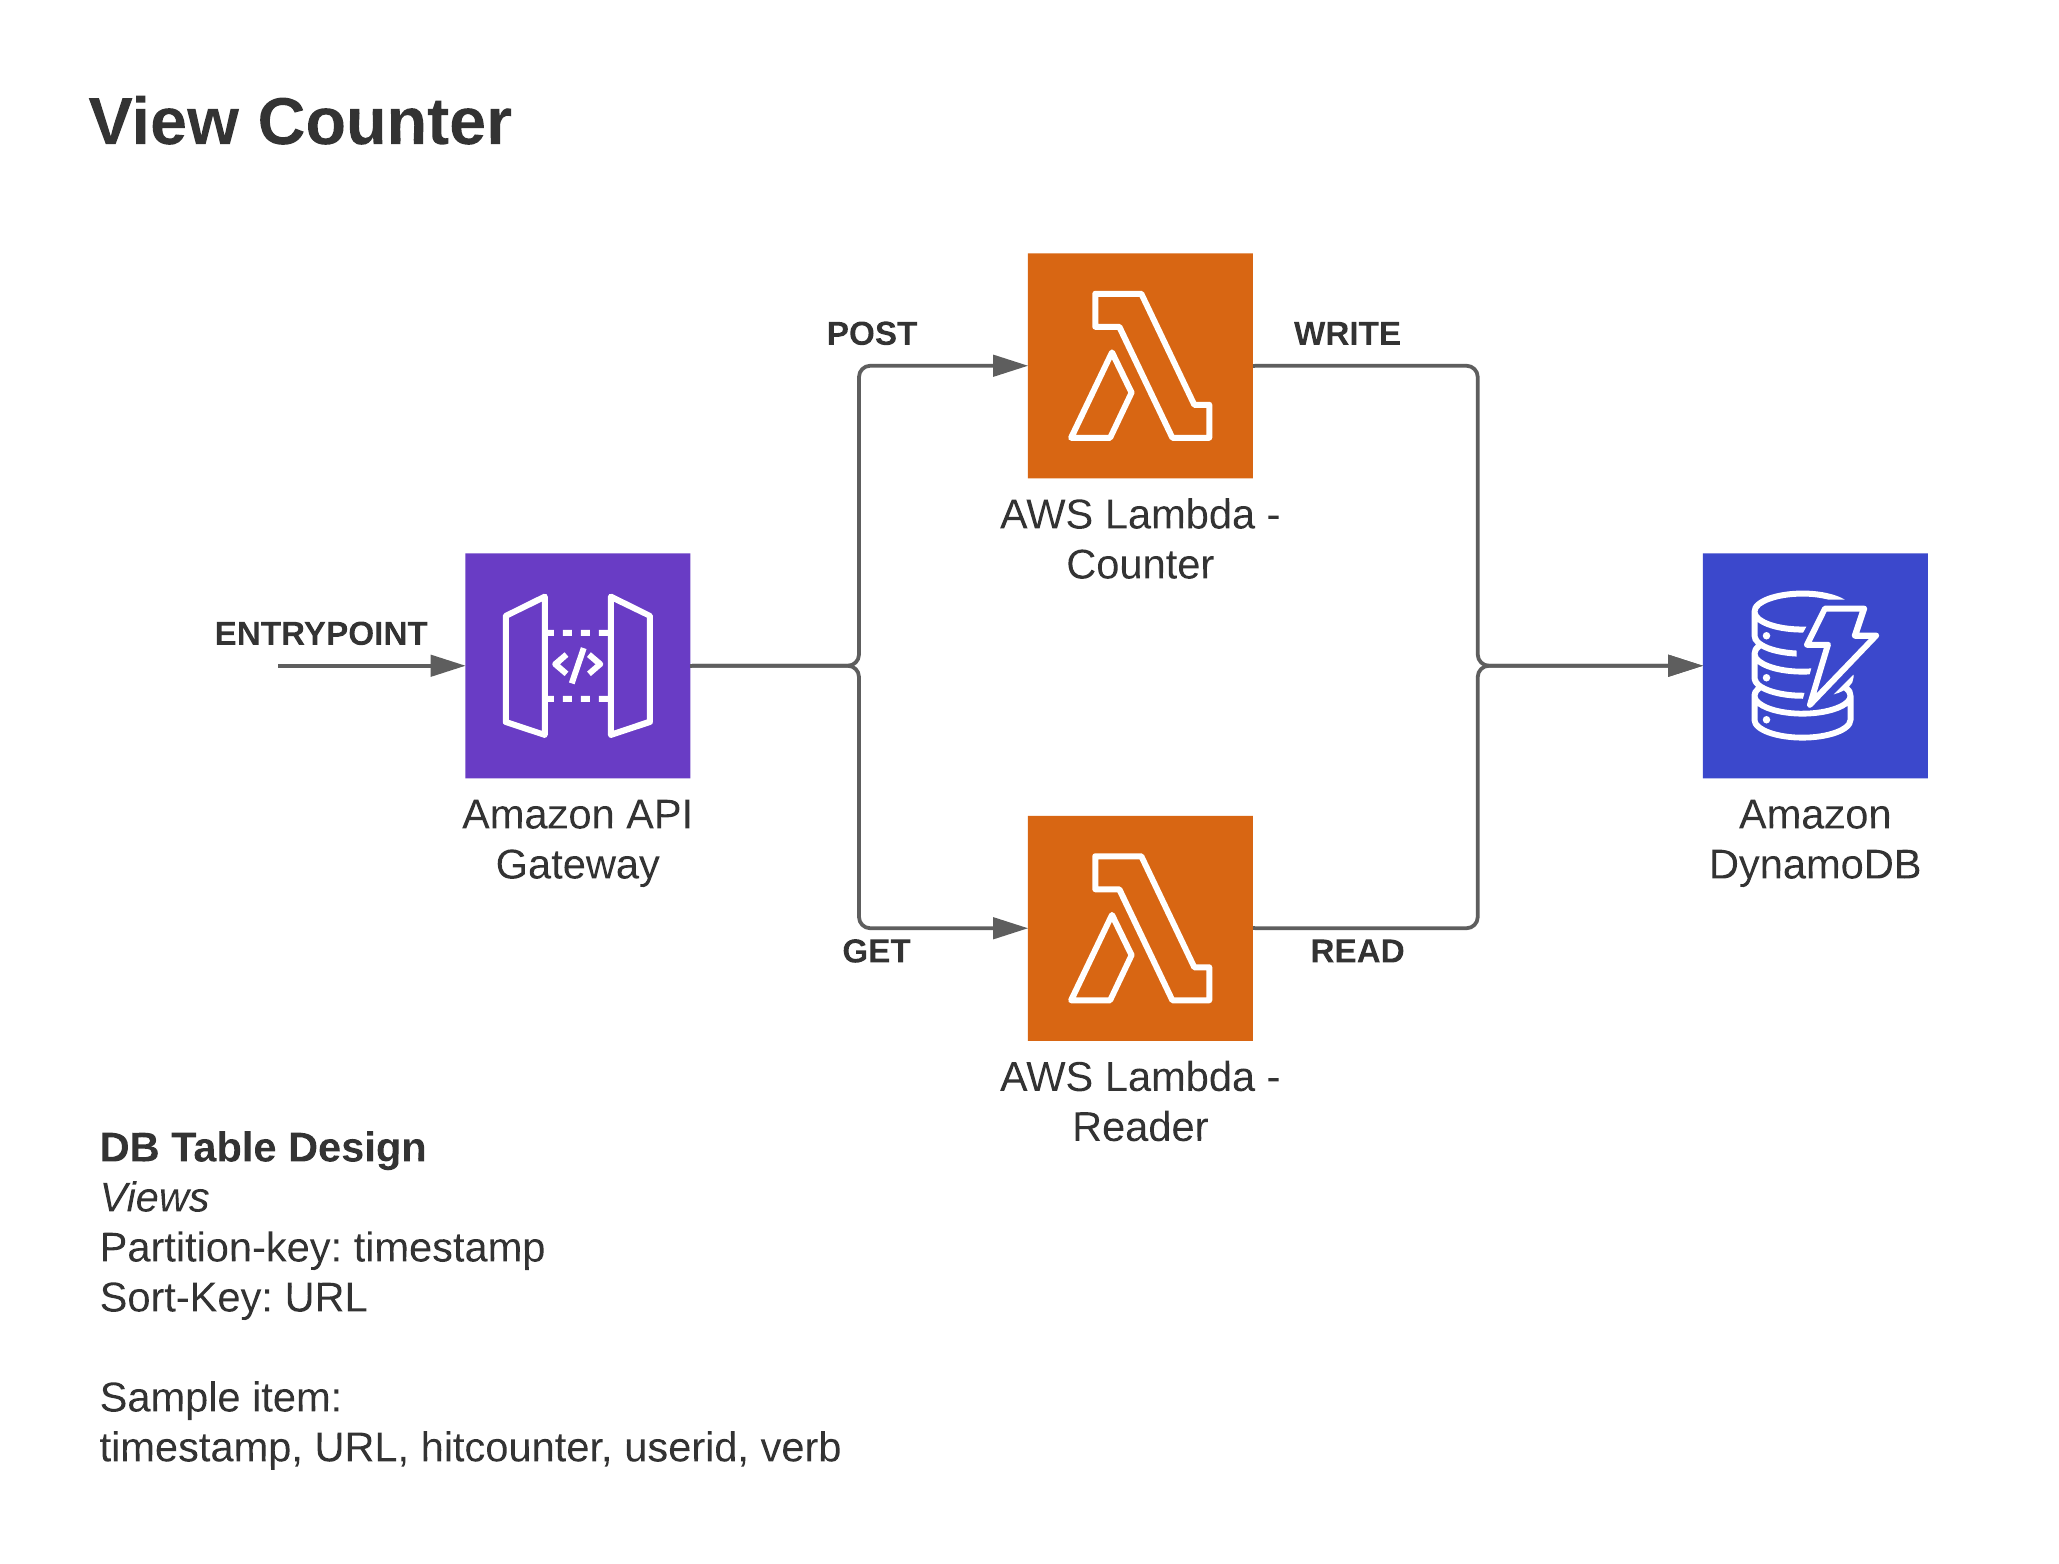 View Counter
POST
WRITE
AWS Lambda -
Counter
ENTRYPOINT
Amazon API
Gateway
</>
Amazon
DynamoDB
GET
READ
AWS Lambda -
Reader
DB Table Design
Views
Partition-key: timestamp
Sort-Key: URL
Sample item:
timestamp, URL, hitcounter, userid, verb